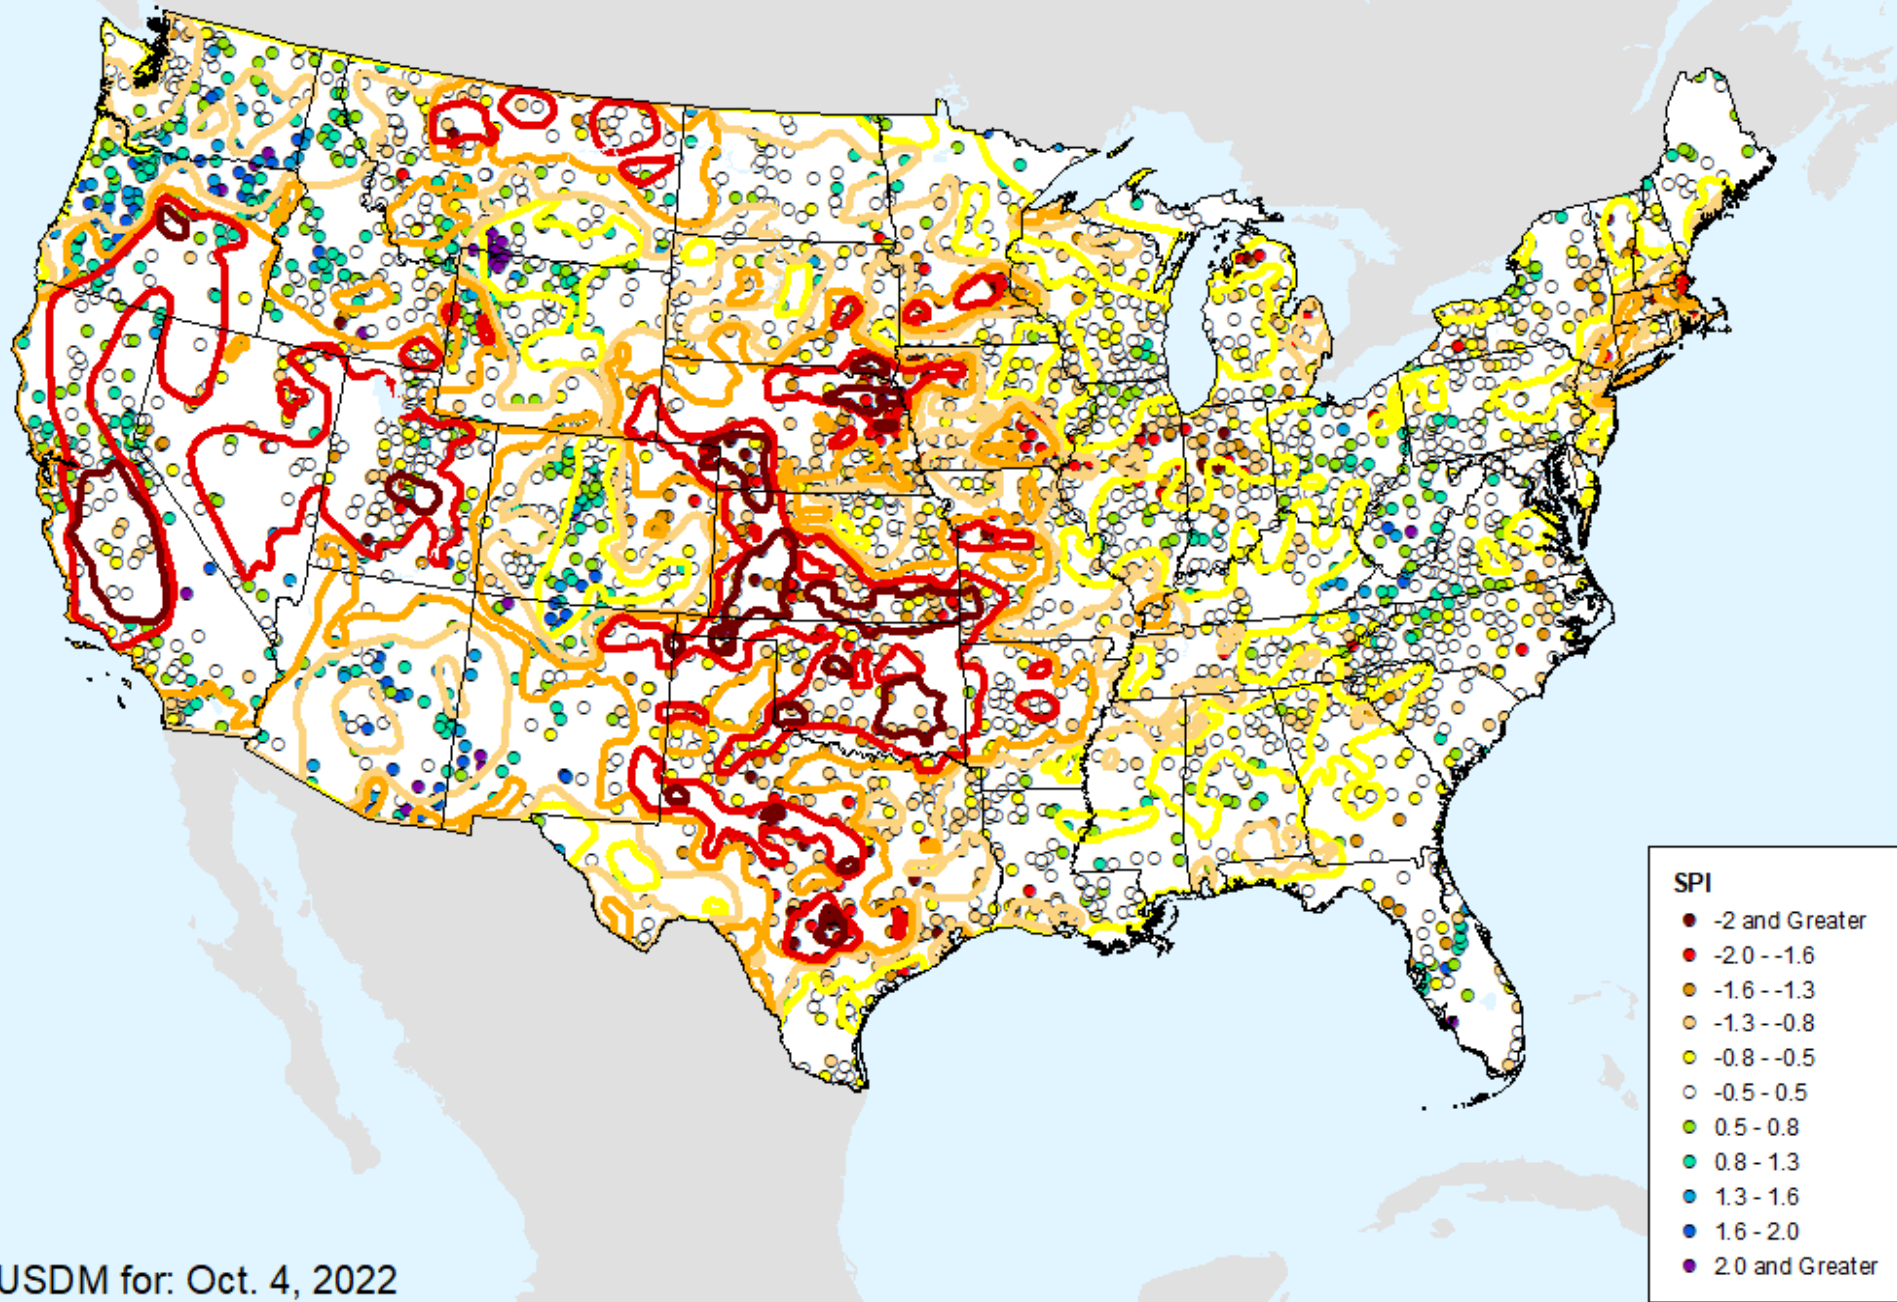 SPI
-2 and Greater
-2.0 - -1.6
-1.6 - -1.3
-1.3 - -0.8
-0.8 - -0.5
-0.5 - 0.5
0.5 - 0.8
0.8 - 1.3
1.3 - 1.6
1.6 - 2.0
2.0 and Greater
USDM for: Oct. 4, 2022